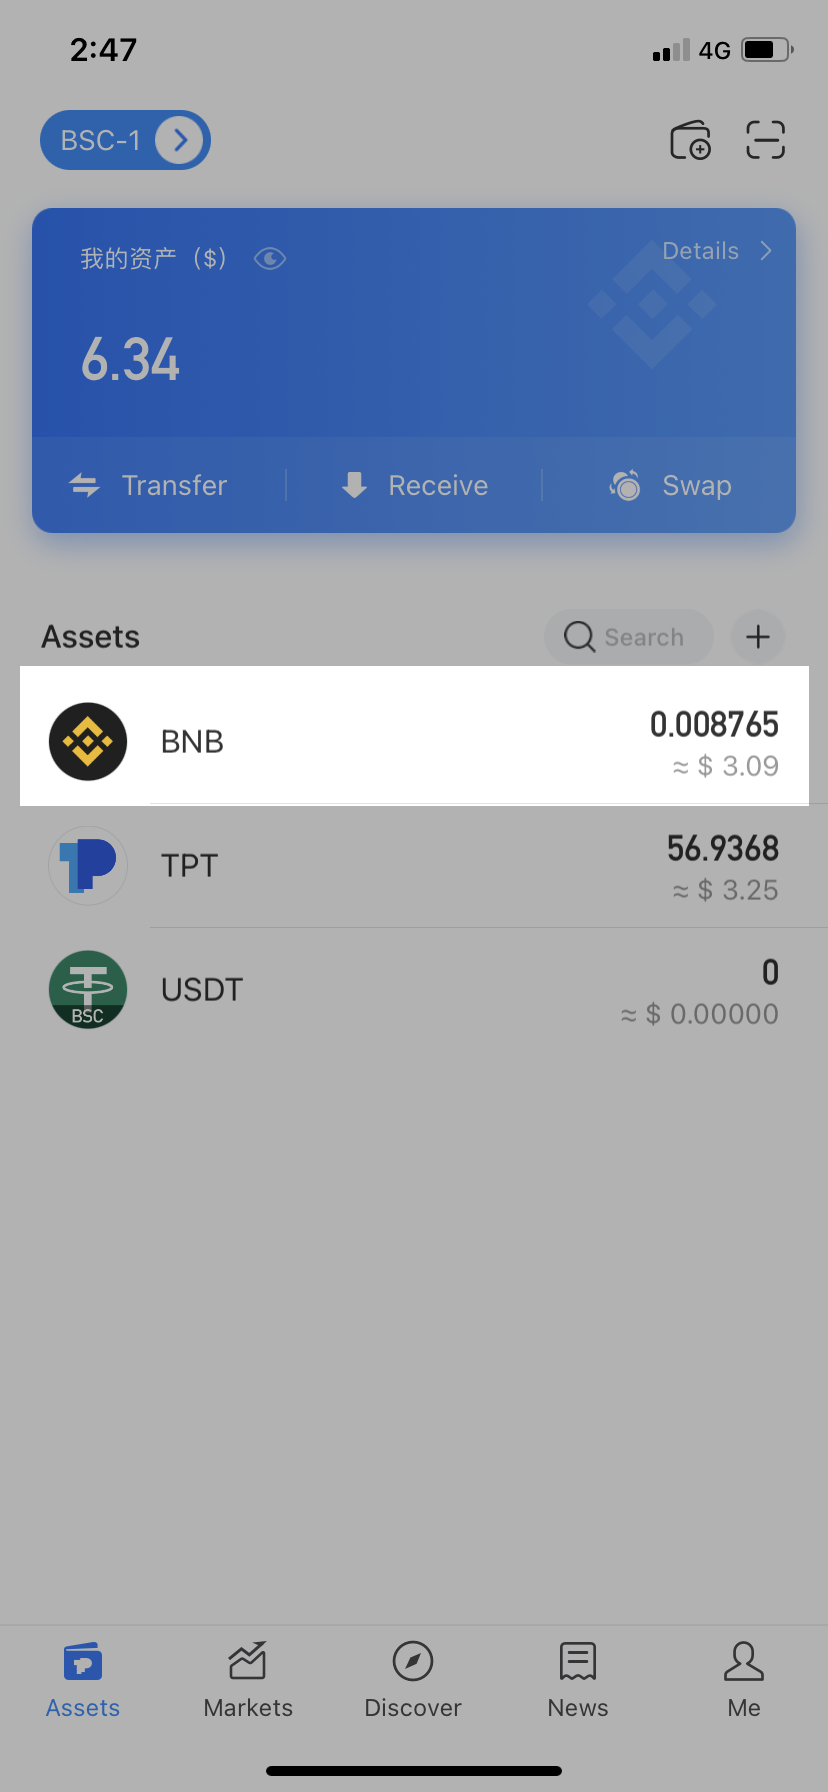 2:47 4G
BSC-1
我的资产（$） Details
6.34
Transfer Receive Swap
Assets Search
BNB 0.008765
≈ $ 3.09
TPT 56.9368
≈ $ 3.25
USDT 0
BSC ≈ $ 0.00000
Assets Markets Discover News Me